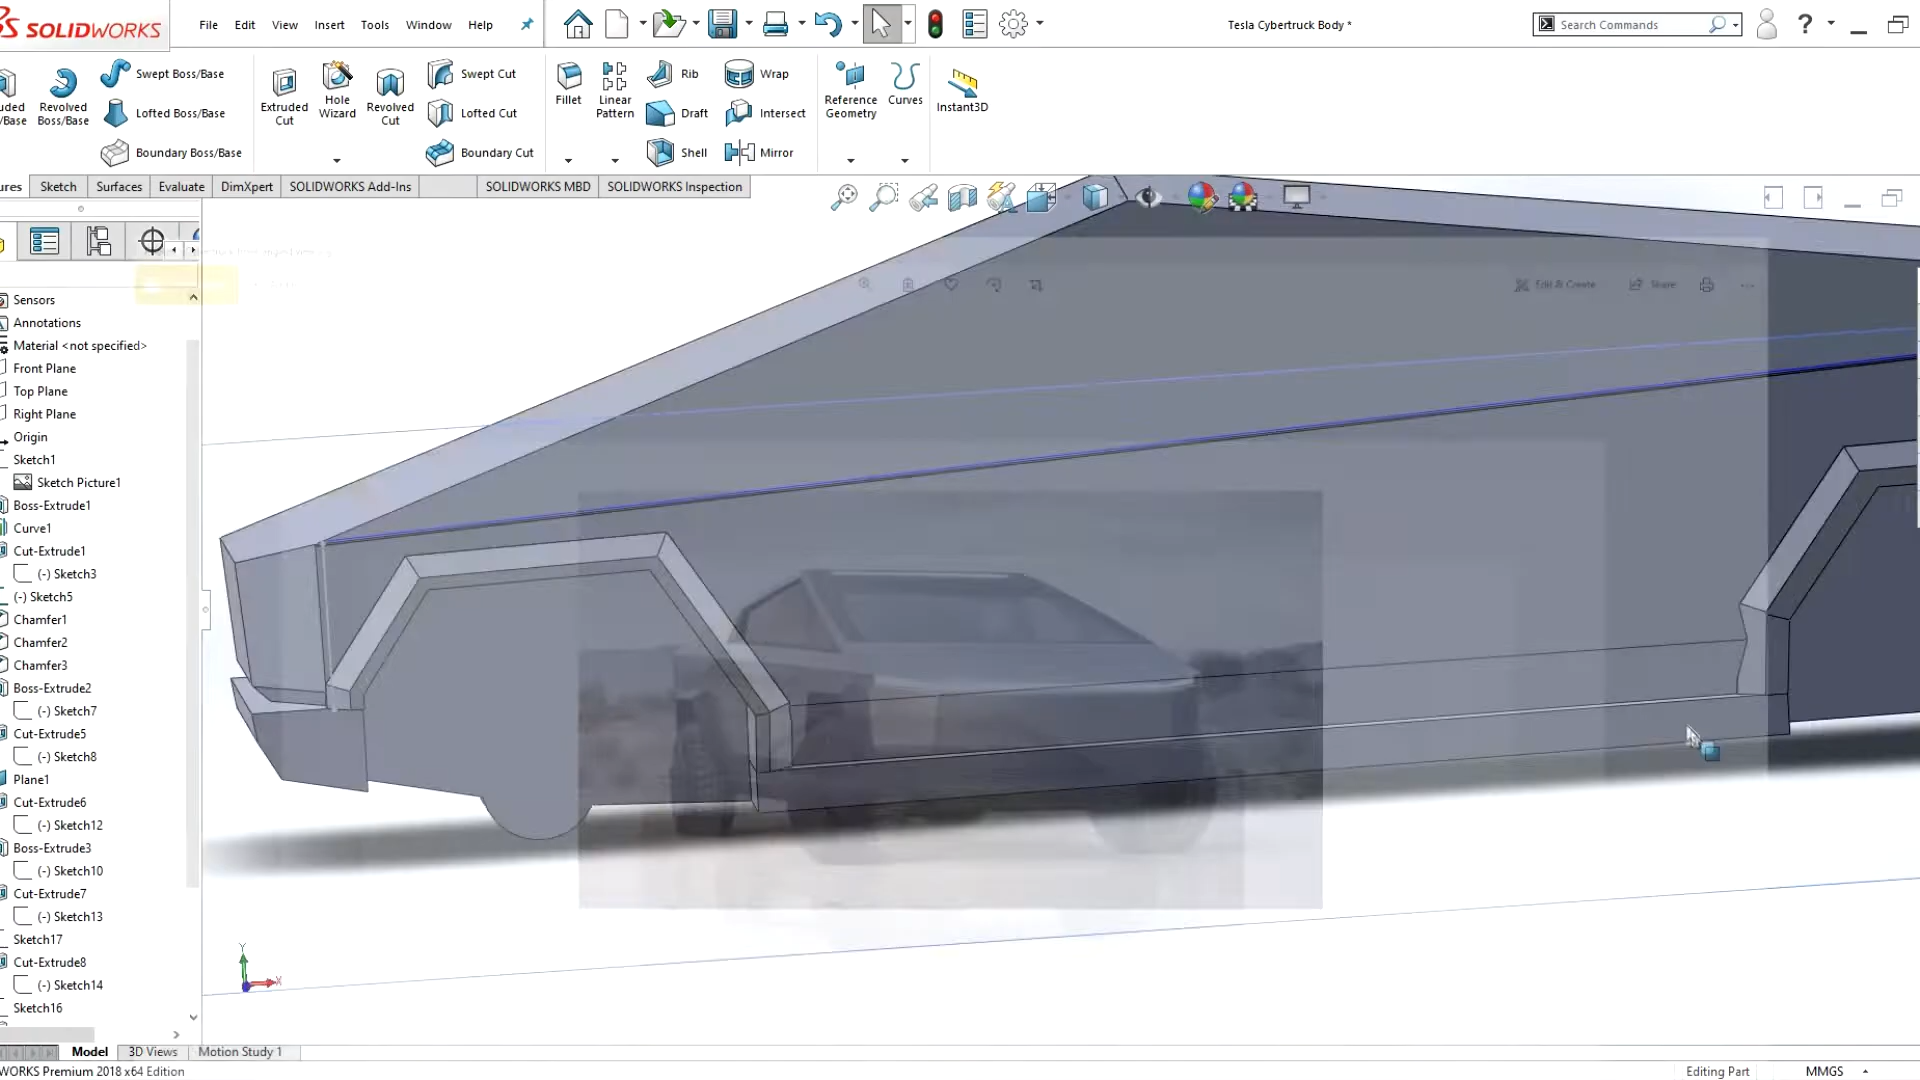 SOLIDWORKS
File Edit View Insert Tools Window Help
Tesla Cybertruck Body *
Search Commands
?
uded
/Base
Revolved
Boss/Base
Swept Boss/Base
Lofted Boss/Base
Boundary Boss/Base
Extruded
Cut
Hole
Wizard
Revolved
Cut
Swept Cut
Lofted Cut
Boundary Cut
Fillet
Linear
Pattern
Rib
Draft
Shell
Wrap
Intersect
Mirror
Reference
Geometry
Curves
Instant3D
ures Sketch Surfaces Evaluate DimXpert SOLIDWORKS Add-Ins SOLIDWORKS MBD SOLIDWORKS Inspection
Edit & Create Share
Sensors
Annotations
Material <not specified>
Front Plane
Top Plane
Right Plane
Origin
Sketch1
Sketch Picture1
Boss-Extrude1
Curve1
Cut-Extrude1
(-) Sketch3
(-) Sketch5
Chamfer1
Chamfer2
Chamfer3
Boss-Extrude2
(-) Sketch7
Cut-Extrude5
(-) Sketch8
Plane1
Cut-Extrude6
(-) Sketch12
Boss-Extrude3
(-) Sketch10
Cut-Extrude7
(-) Sketch13
Sketch17
Cut-Extrude8
(-) Sketch14
Sketch16
Y
X
Model 3D Views Motion Study 1
WORKS Premium 2018 x64 Edition
Editing Part MMGS